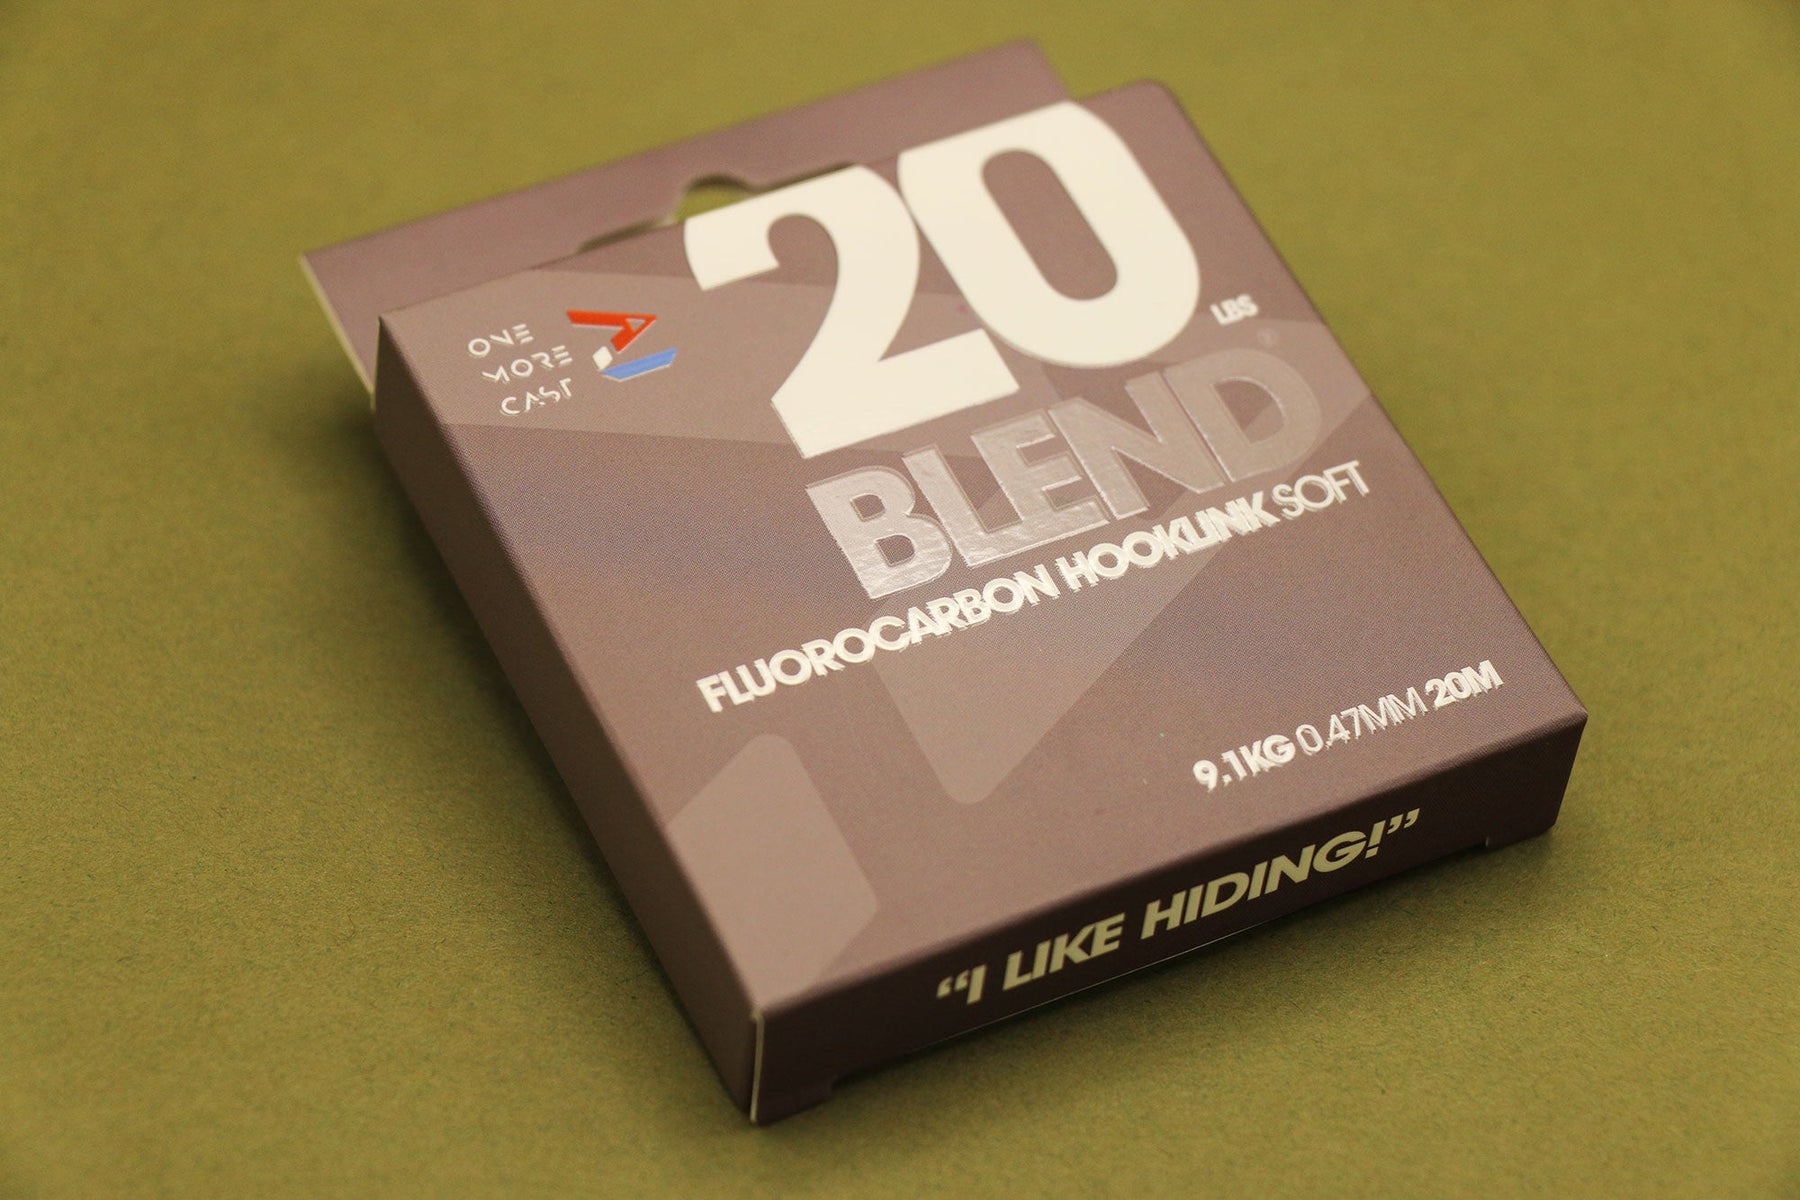 ONE
MORE
CAST
20
LBS
BLEND®
FLUOROCARBON HOOKLINK SOFT
9.1KG 0.47MM 20M
“I LIKE HIDING!”